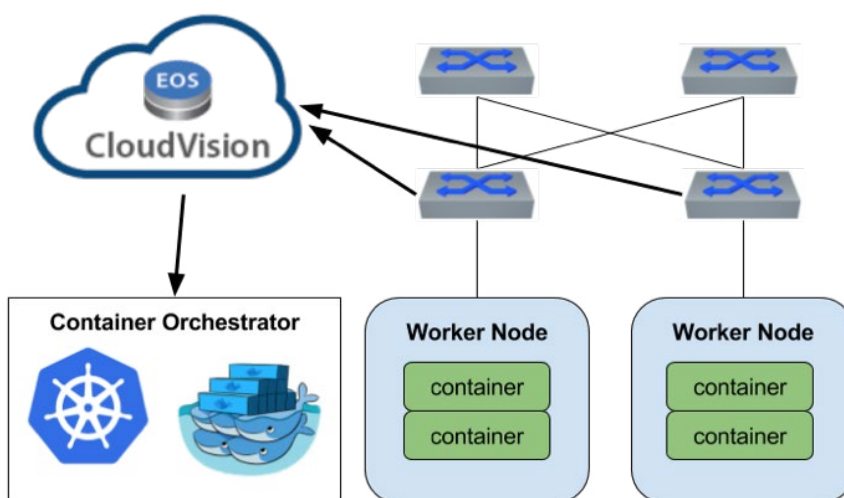 EOS
CloudVision
Container Orchestrator
Worker Node
container
container
Worker Node
container
container